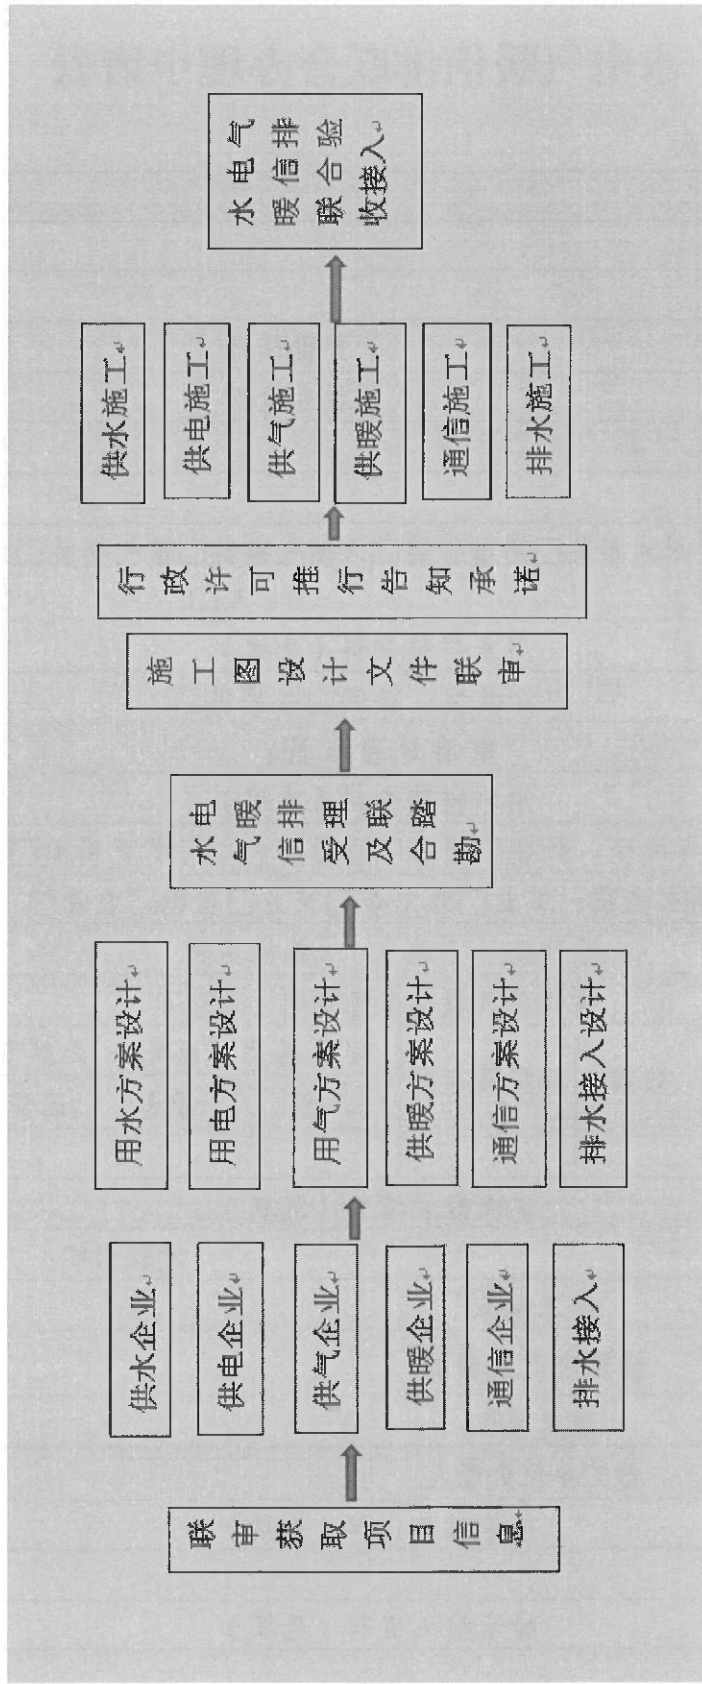 联审获取项目信息
供水企业
供电企业
供气企业
供暖企业
通信企业
排水接入
用水方案设计
用电方案设计
用气方案设计
供暖方案设计
通信方案设计
排水接入设计
水电
气暖
信排
受理
及联
合踏
勘
施工图设计文件联审
行政许可推行告知承诺
供水施工
供电施工
供气施工
供暖施工
通信施工
排水施工
水电气
暖信排
联合验
收接入